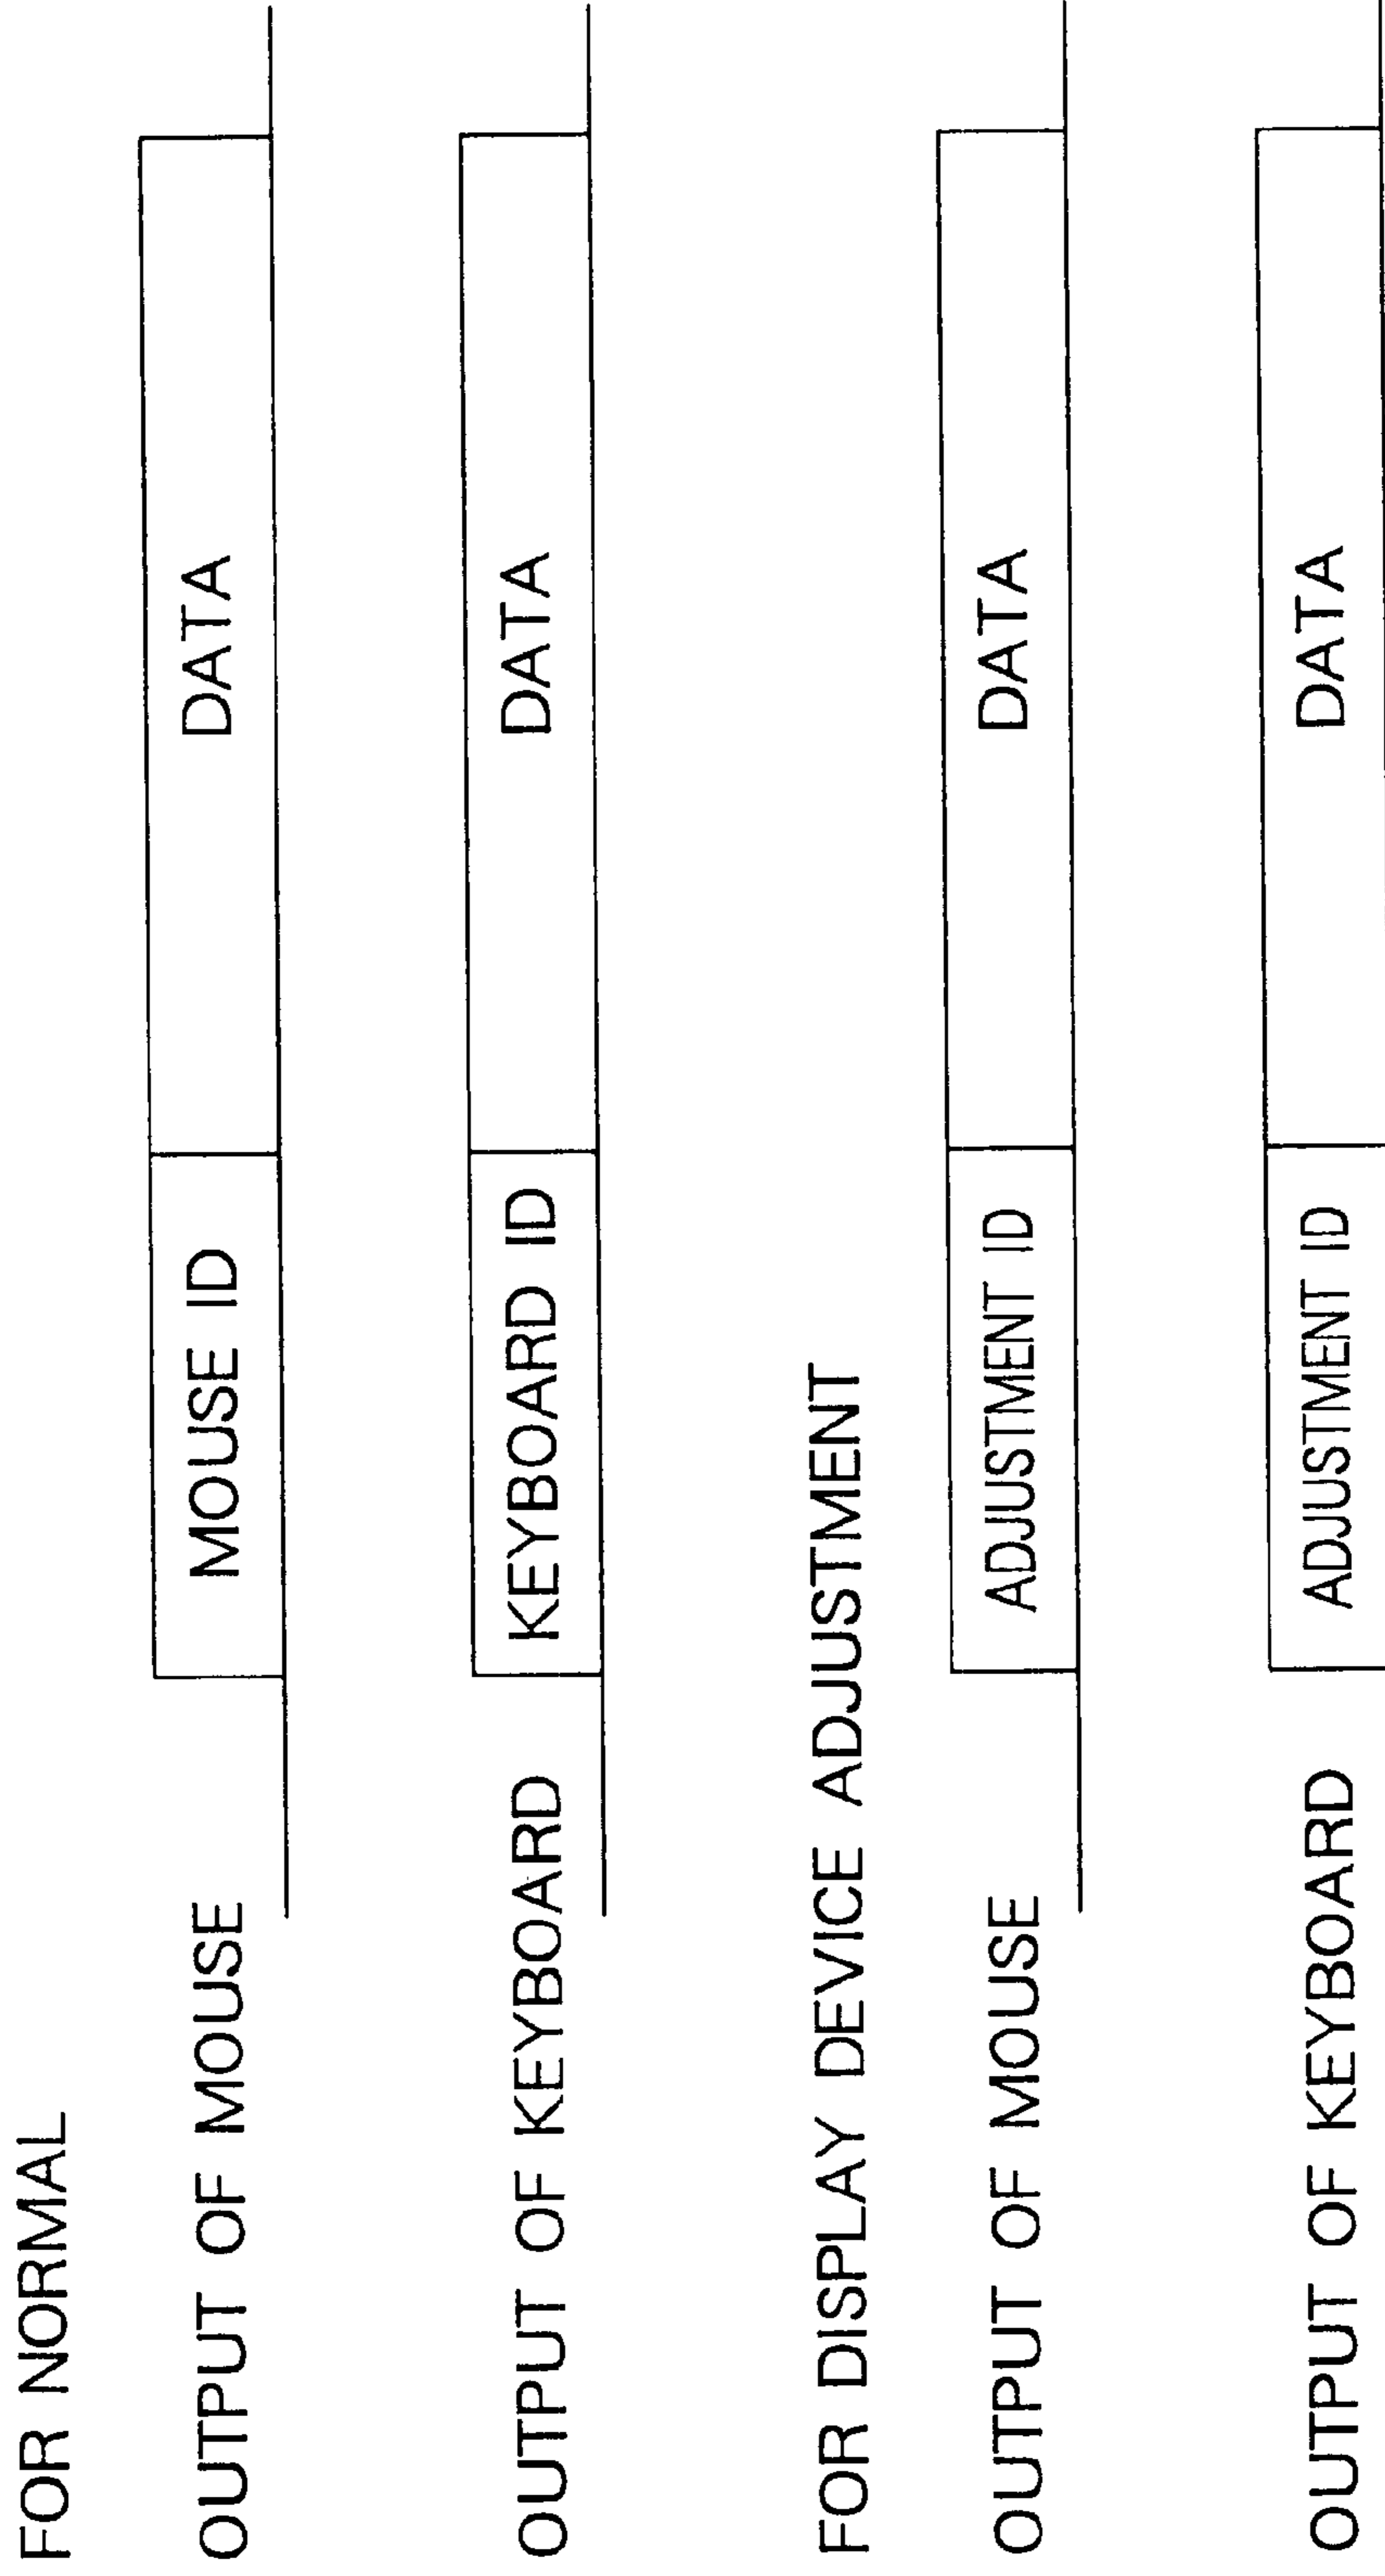 FOR NORMAL
OUTPUT OF MOUSE
MOUSE ID
DATA
OUTPUT OF KEYBOARD
KEYBOARD ID
DATA
FOR DISPLAY DEVICE ADJUSTMENT
OUTPUT OF MOUSE
ADJUSTMENT ID
DATA
OUTPUT OF KEYBOARD
ADJUSTMENT ID
DATA